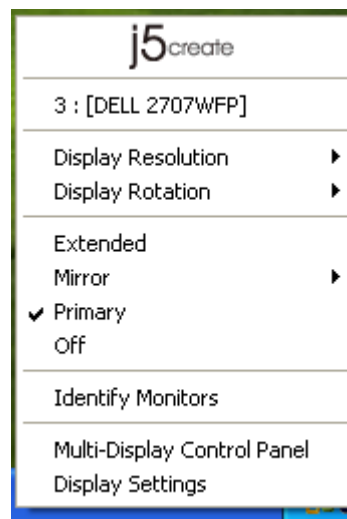 j5create
3 : [DELL 2707WFP]
Display Resolution
Display Rotation
Extended
Mirror
Primary
Off
Identify Monitors
Multi-Display Control Panel
Display Settings